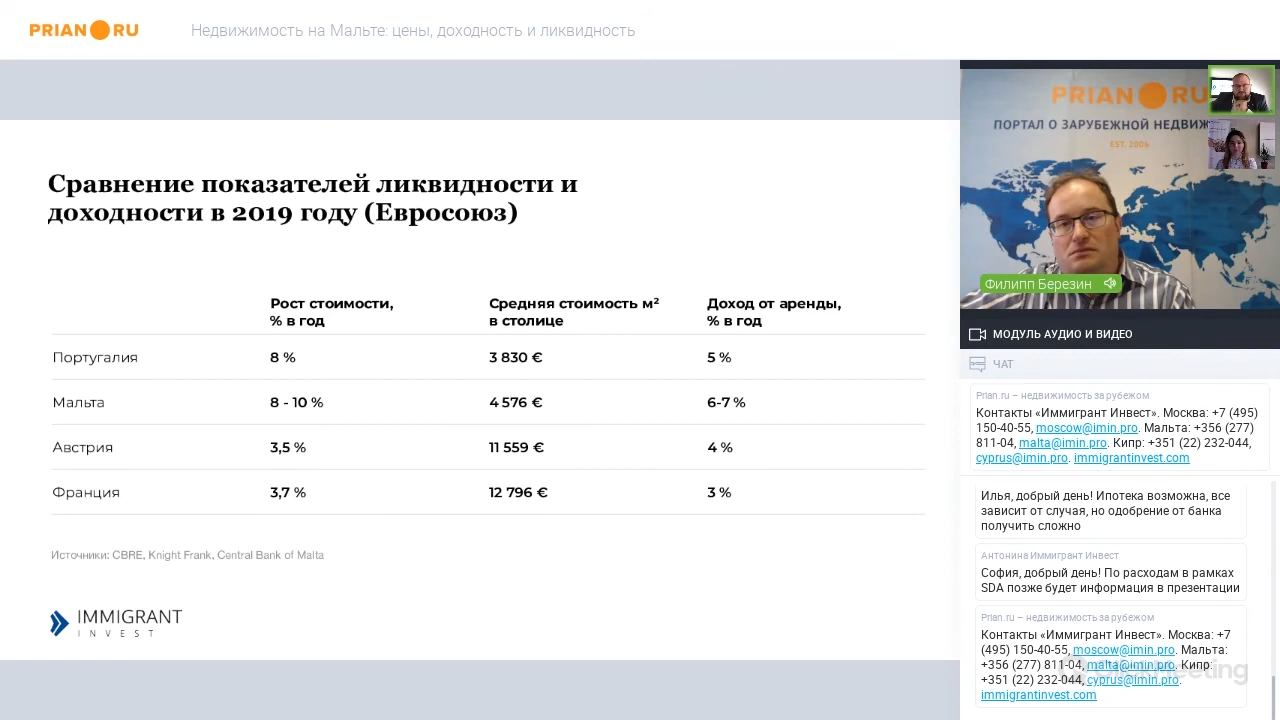 PRIAN RU
Недвижимость на Мальте: цены, доходность и ликвидность
Сравнение показателей ликвидности и
доходности в 2019 году (Евросоюз)
Рост стоимости,
% в год
Средняя стоимость м²
в столице
Доход от аренды,
% в год
Португалия 8 % 3 830 € 5 %
Мальта 8 - 10 % 4 576 € 6-7 %
Австрия 3,5 % 11 559 € 4 %
Франция 3,7 % 12 796 € 3 %
Источники: CBRE, Knight Frank, Central Bank of Malta
IMMIGRANT
INVEST
PRIAN RU
ПОРТАЛ О ЗАРУБЕЖНОЙ
EST. 2006
Филипп Березин
МОДУЛЬ АУДИО И ВИДЕО
ЧАТ
Prian.ru – недвижимость за рубежом
Контакты «Иммигрант Инвест». Москва: +7 (495)
150-40-55, moscow@imin.pro. Мальта: +356 (277)
811-04, malta@imin.pro. Кипр: +351 (22) 232-044,
cyprus@imin.pro. immigrantinvest.com
Илья, добрый день! Ипотека возможна, все
зависит от случая, но одобрение от банка
получить сложно
Антонина Иммигрант Инвест
София, добрый день! По расходам в рамках
SDA позже будет информация в презентации
Prian.ru – недвижимость за рубежом
Контакты «Иммигрант Инвест». Москва: +7
(495) 150-40-55, moscow@imin.pro. Мальта:
+356 (277) 811-04, malta@imin.pro. Кипр:
+351 (22) 232-044, cyprus@imin.pro.
immigrantinvest.com
ClickMeeting